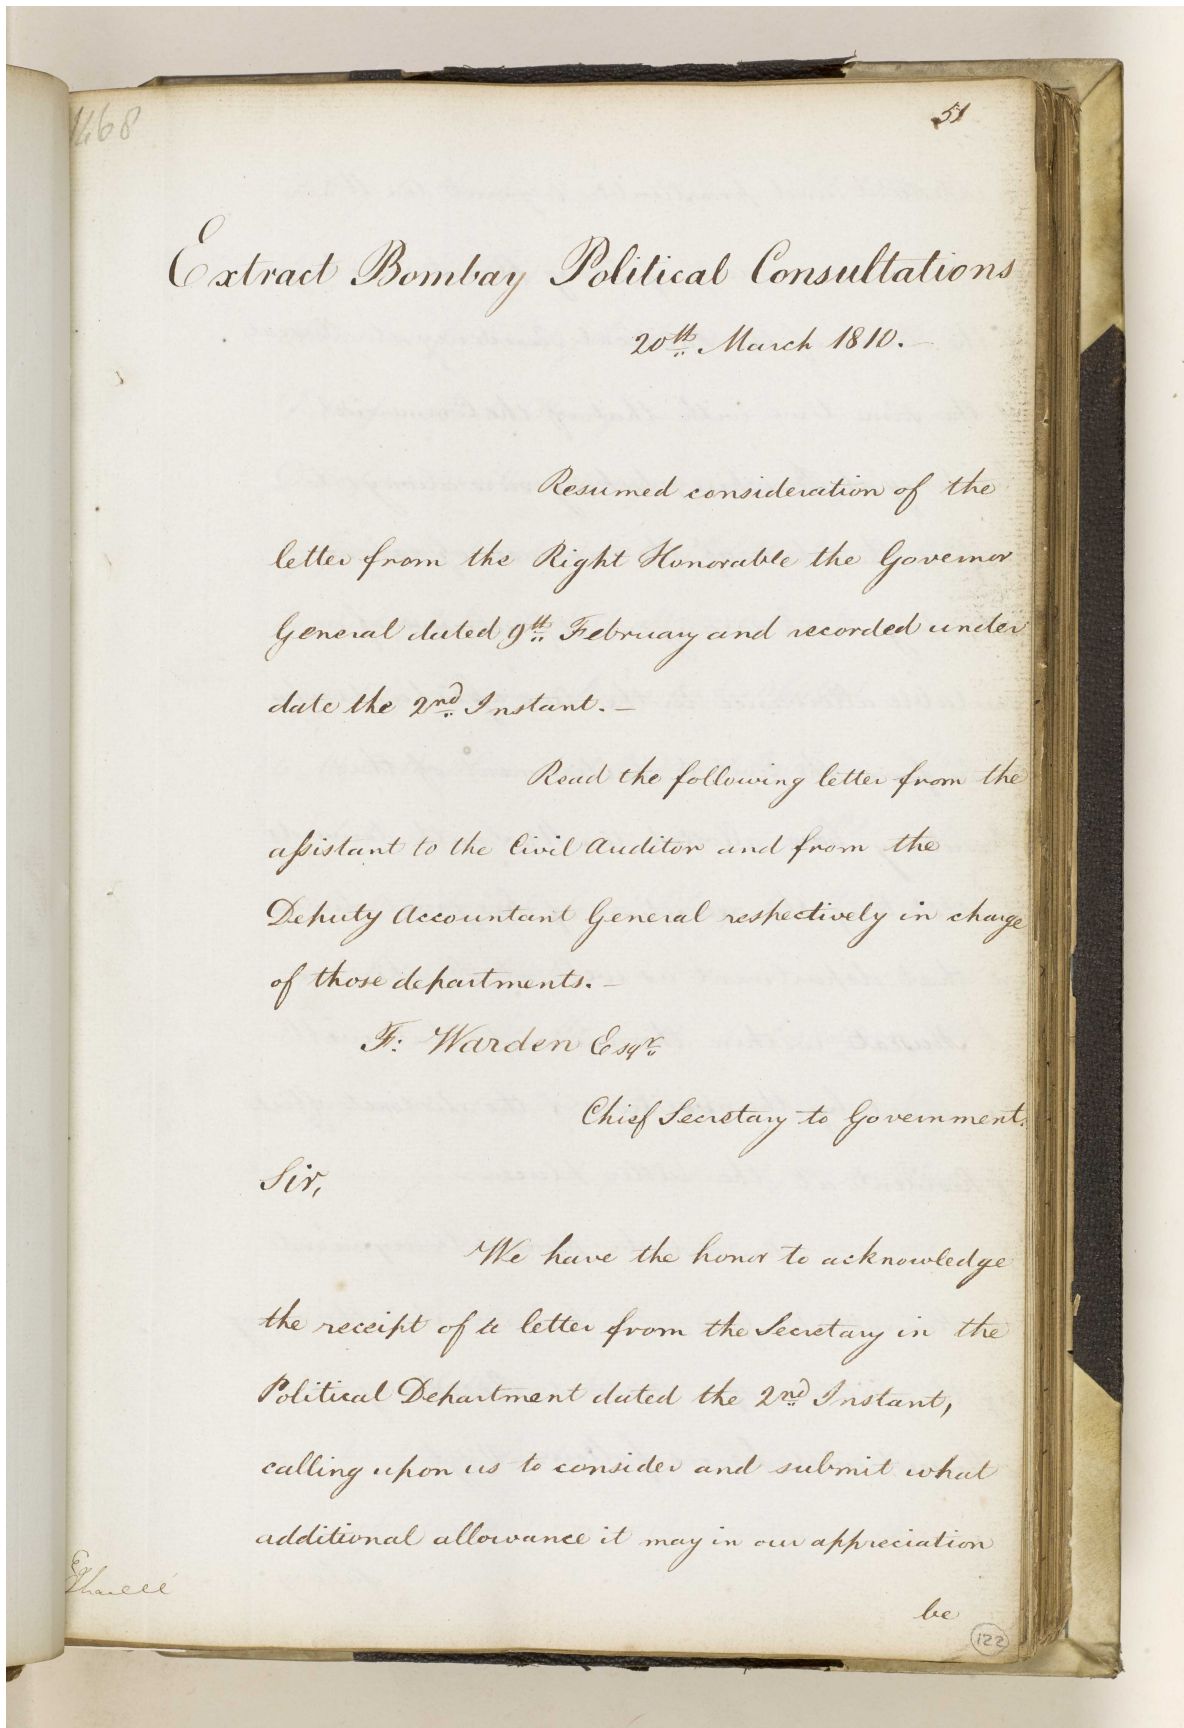 1468
51
Extract Bombay Political Consultations
20th March 1810.
Resumed consideration of the
letter from the Right Honorable the Governor
General dated 9th February and recorded under
date the 2nd Instant.
Read the following letter from the
assistant to the Civil Auditor and from the
Deputy Accountant General respectively in charge
of those departments.
F: Warden Esqr.
Chief Secretary to Government.
Sir,
We have the honor to acknowledge
the receipt of a letter from the Secretary in the
Political Department dated the 2nd Instant,
calling upon us to consider and submit what
additional allowance it may in our appreciation
Ex
be
122